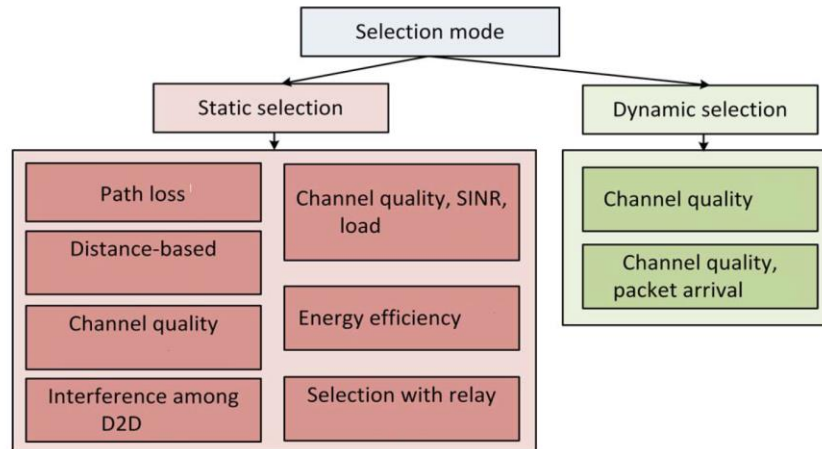 Selection mode
Static selection
Dynamic selection
Path loss
Distance-based
Channel quality
Interference among
D2D
Channel quality, SINR,
load
Energy efficiency
Selection with relay
Channel quality
Channel quality,
packet arrival